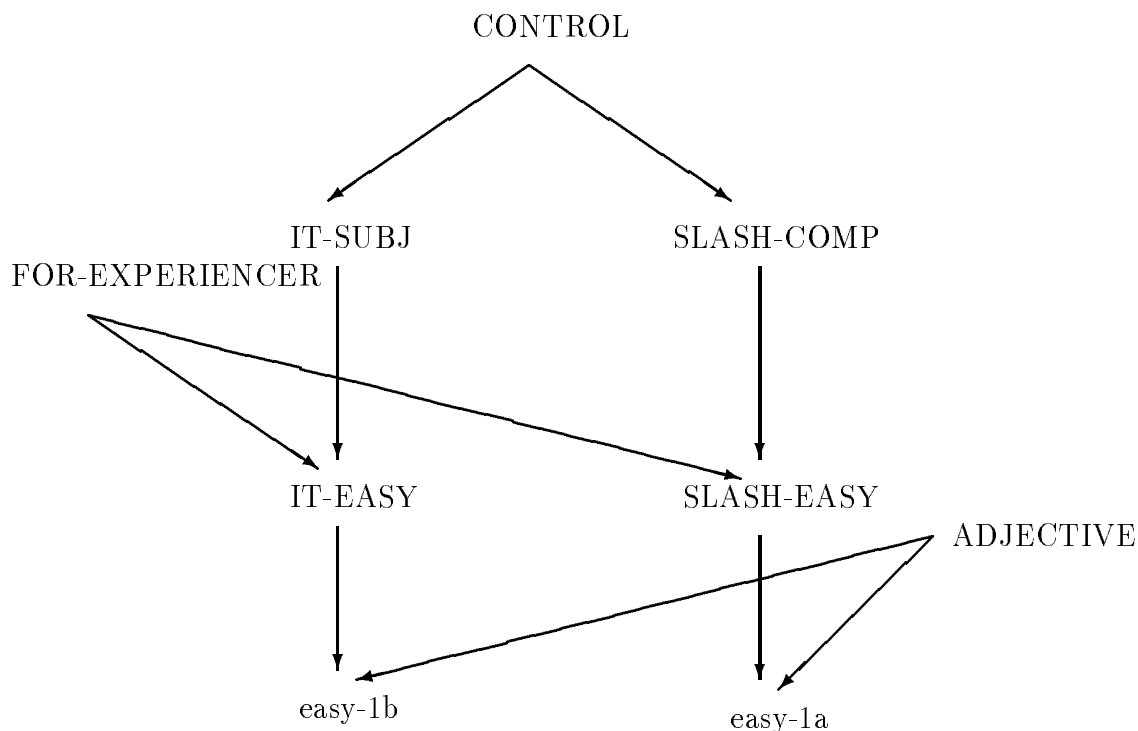 CONTROL
IT-SUBJ
SLASH-COMP
FOR-EXPERIENCER
IT-EASY
SLASH-EASY
ADJECTIVE
easy-1b
easy-1a